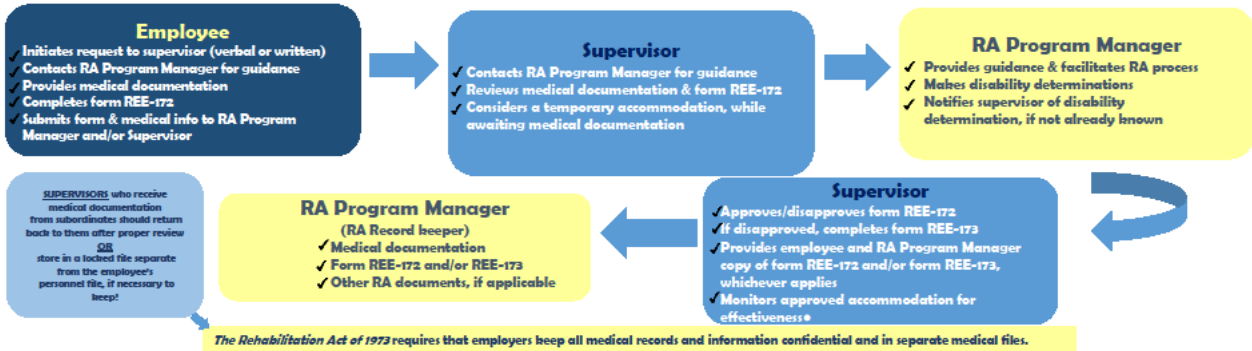 Employee
✓ Initiates request to supervisor (verbal or written)
✓ Contacts RA Program Manager for guidance
✓ Provides medical documentation
✓ Completes form REE-172
✓ Submits form & medical info to RA Program
Manager and/or Supervisor
Supervisor
✓ Contacts RA Program Manager for guidance
✓ Reviews medical documentation & form REE-172
✓ Considers a temporary accommodation, while
awaiting medical documentation
RA Program Manager
✓ Provides guidance & facilitates RA process
✓ Makes disability determinations
✓ Notifies supervisor of disability
determination, if not already known
SUPERVISORS who receive
medical documentation
from subordinates should return
back to them after proper review
OR
store in a locked file separate
from the employee's
personnel file, if necessary to
keep!
RA Program Manager
(RA Record keeper)
✓ Medical documentation
✓ Form REE-172 and/or REE-173
✓ Other RA documents, if applicable
Supervisor
✓ Approves/disapproves form REE-172
✓ If disapproved, completes form REE-173
✓ Provides employee and RA Program Manager
copy of form REE-172 and/or form REE-173,
whichever applies
✓ Monitors approved accommodation for
effectiveness•
The Rehabilitation Act of 1973 requires that employers keep all medical records and information confidential and in separate medical files.